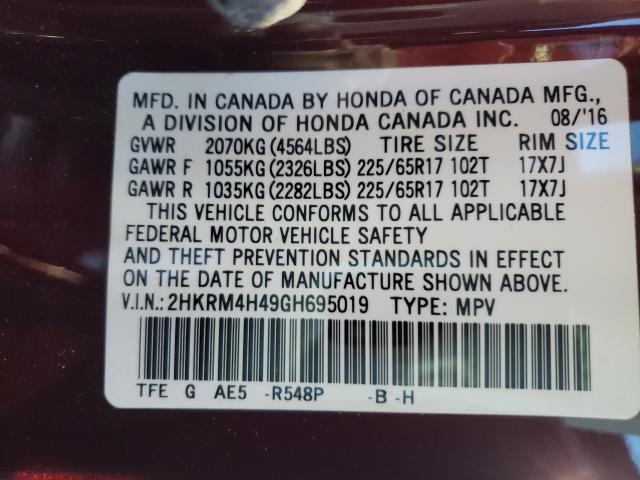 MFD. IN CANADA BY HONDA OF CANADA MFG.,
A DIVISION OF HONDA CANADA INC. 08/'16
GVWR 2070KG(4564LBS) TIRE SIZE RIM SIZE
GAWR F 1055KG(2326LBS) 225/65R17 102T 17X7J
GAWR R 1035KG(2282LBS) 225/65R17 102T 17X7J
THIS VEHICLE CONFORMS TO ALL APPLICABLE
FEDERAL MOTOR VEHICLE SAFETY
AND THEFT PREVENTION STANDARDS IN EFFECT
ON THE DATE OF MANUFACTURE SHOWN ABOVE.
V.I.N.: 2HKRM4H49GH695019 TYPE: MPV
TFE G AE5 -R548P -B -H